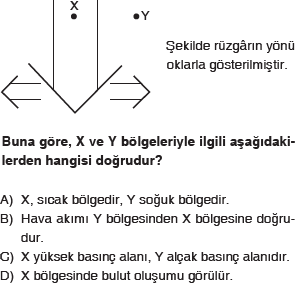 X
Y
Şekilde rüzgârın yönü
oklarla gösterilmiştir.
Buna göre, X ve Y bölgeleriyle ilgili aşağıdaki-
lerden hangisi doğrudur?
A) X, sıcak bölgedir, Y soğuk bölgedir.
B) Hava akımı Y bölgesinden X bölgesine doğru-
dur.
C) X yüksek basınç alanı, Y alçak basınç alanıdır.
D) X bölgesinde bulut oluşumu görülür.